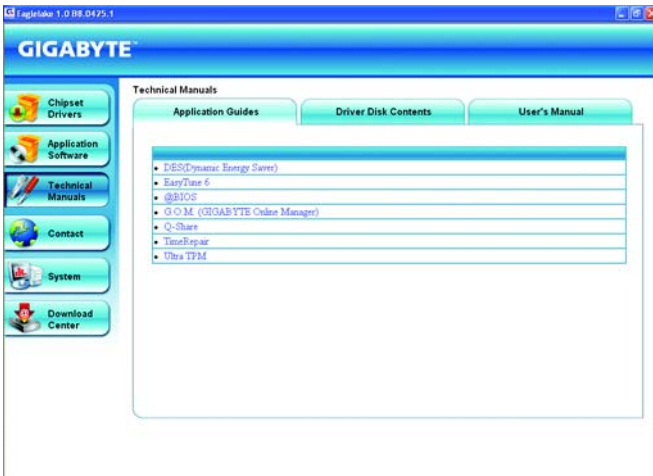 Eaglelake 1.0 B8.0425.1
GIGABYTE™
Chipset
Drivers
Application
Software
Technical
Manuals
Contact
System
Download
Center
Technical Manuals
Application Guides
Driver Disk Contents
User's Manual
• DES(Dynamic Energy Saver)
• EasyTune 6
• @BIOS
• G.O.M. (GIGABYTE Online Manager)
• Q-Share
• TimeRepair
• Ultra TPM